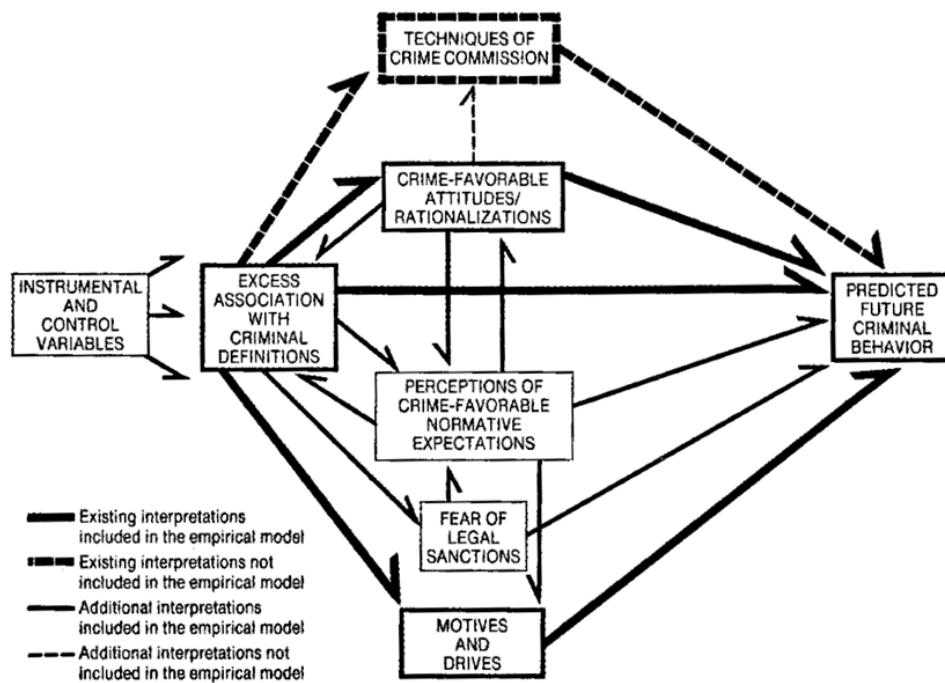 TECHNIQUES OF
CRIME COMMISSION
CRIME-FAVORABLE
ATTITUDES/
RATIONALIZATIONS
INSTRUMENTAL
AND
CONTROL
VARIABLES
EXCESS
ASSOCIATION
WITH
CRIMINAL
DEFINITIONS
PREDICTED
FUTURE
CRIMINAL
BEHAVIOR
PERCEPTIONS OF
CRIME-FAVORABLE
NORMATIVE
EXPECTATIONS
FEAR OF
LEGAL
SANCTIONS
MOTIVES
AND
DRIVES
Existing interpretations
included in the empirical model
Existing interpretations not
included in the empirical model
Additional interpretations
included in the empirical model
Additional interpretations not
included in the empirical model